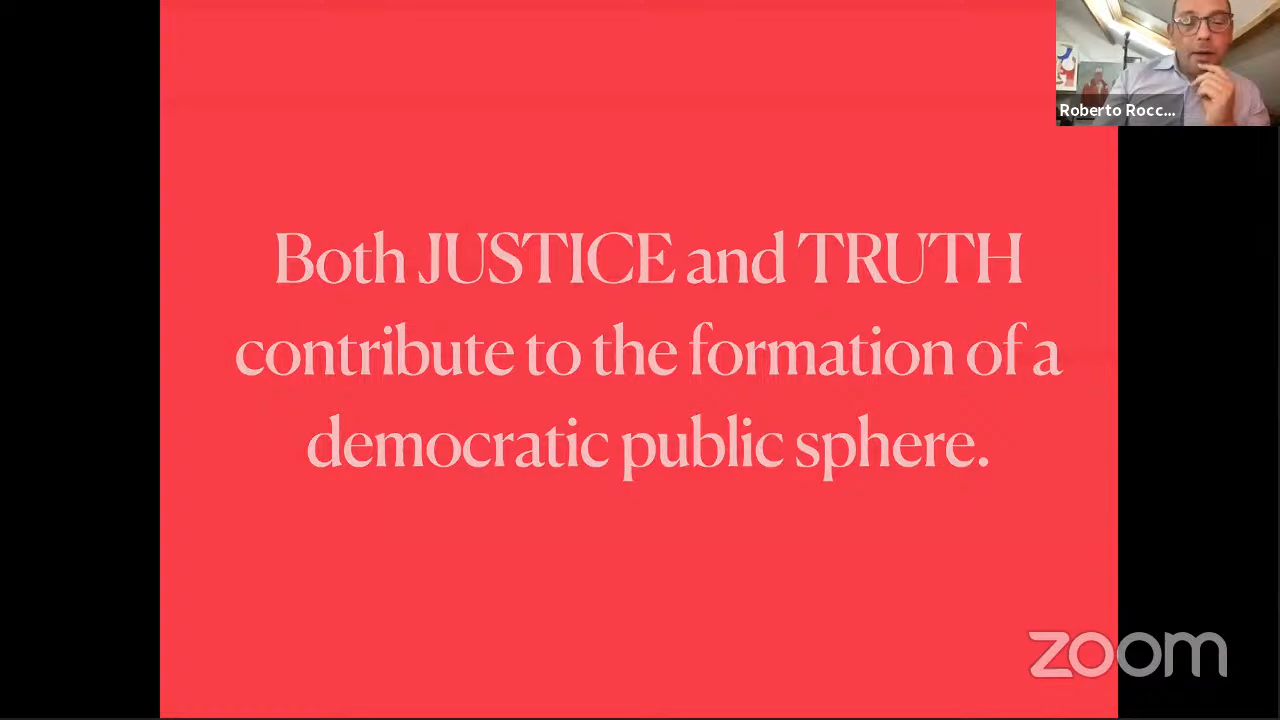 Roberto Rocc...
Both JUSTICE and TRUTH
contribute to the formation of a
democratic public sphere.
zoom